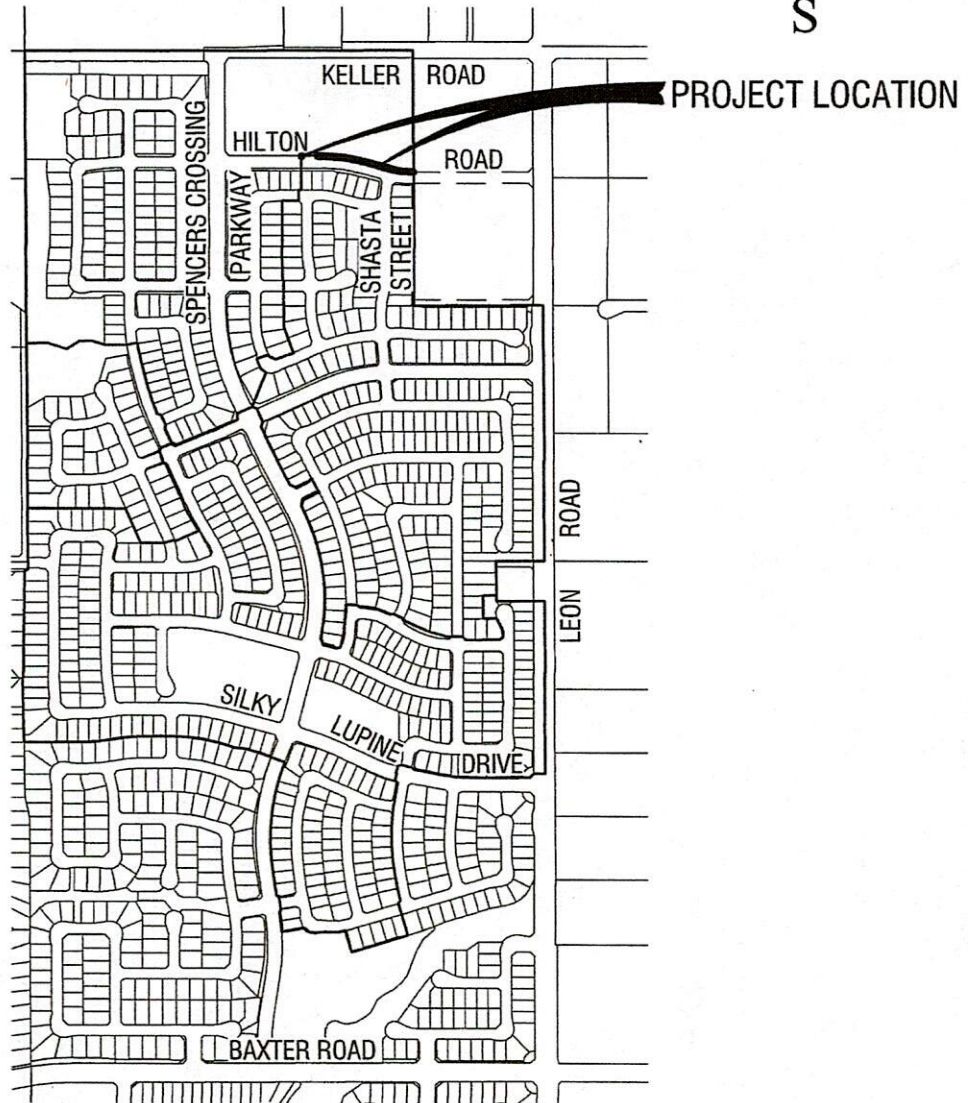 S
KELLER ROAD
PROJECT LOCATION
HILTON ROAD
SPENCERS CROSSING
PARKWAY
SHASTA
STREET
LEON ROAD
SILKY LUPINE DRIVE
BAXTER ROAD